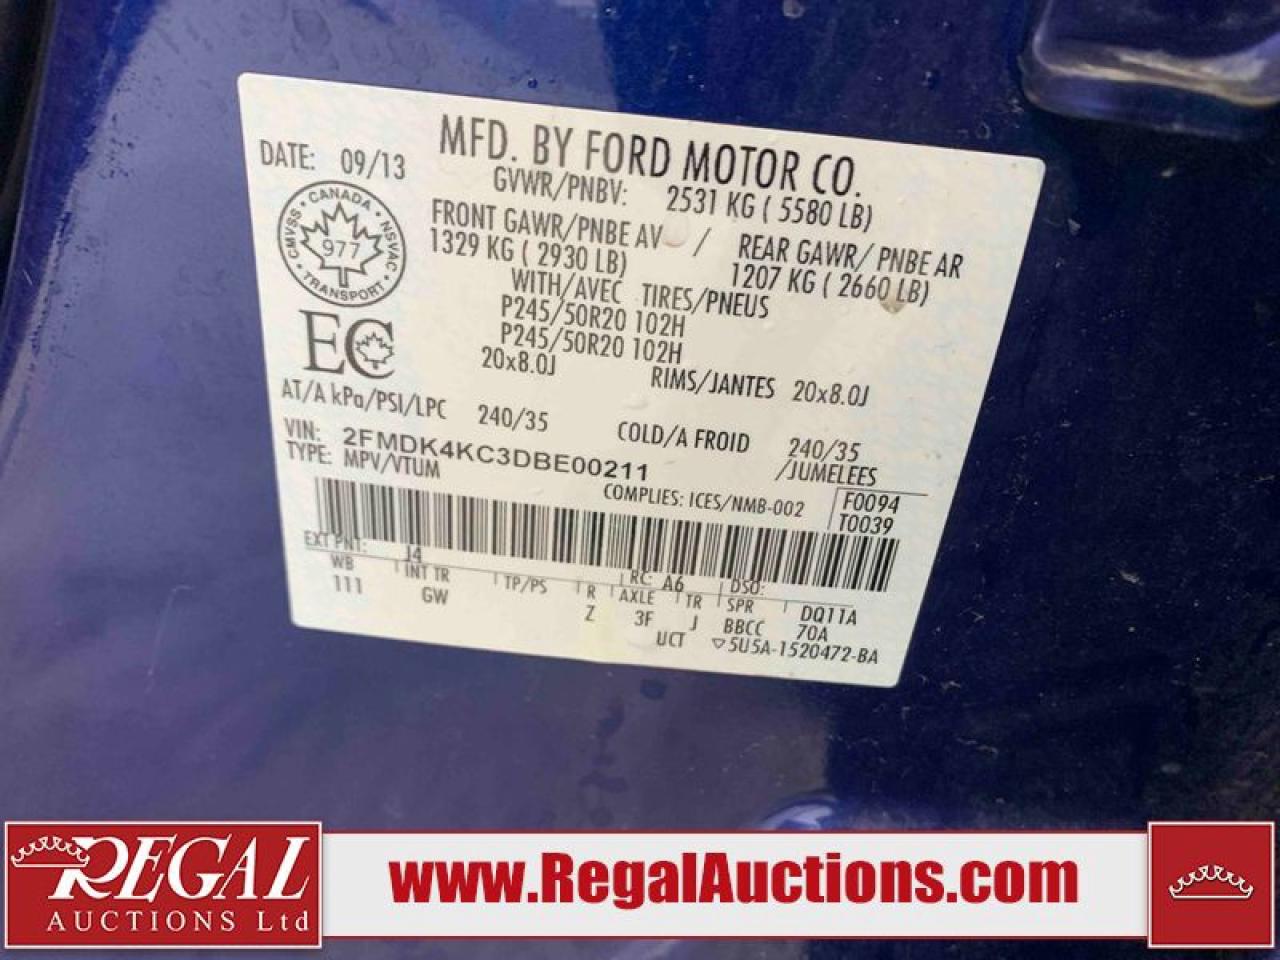 MFD. BY FORD MOTOR CO.
DATE: 09/13
GVWR/PNBV: 2531 KG ( 5580 LB)
FRONT GAWR/PNBE AV / REAR GAWR/ PNBE AR
1329 KG ( 2930 LB) 1207 KG ( 2660 LB)
WITH/AVEC TIRES/PNEUS
P245/50R20 102H
P245/50R20 102H
20x8.0J RIMS/JANTES 20x8.0J
AT/A kPa/PSI/LPC 240/35 COLD/A FROID 240/35
VIN: 2FMDK4KC3DBE00211 /JUMELEES
TYPE: MPV/VTUM
COMPLIES: ICES/NMB-002 F0094
T0039
CANADA
CMVSS NSVAC
977
TRANSPORT
EC
EXT PNT: J4 RC: A6 DSO:
WB INT TR TP/PS R AXLE TR SPR DQ11A
111 GW Z 3F J BBCC 70A
UCT ▽5U5A-1520472-BA
REGAL
AUCTIONS Ltd
www.RegalAuctions.com